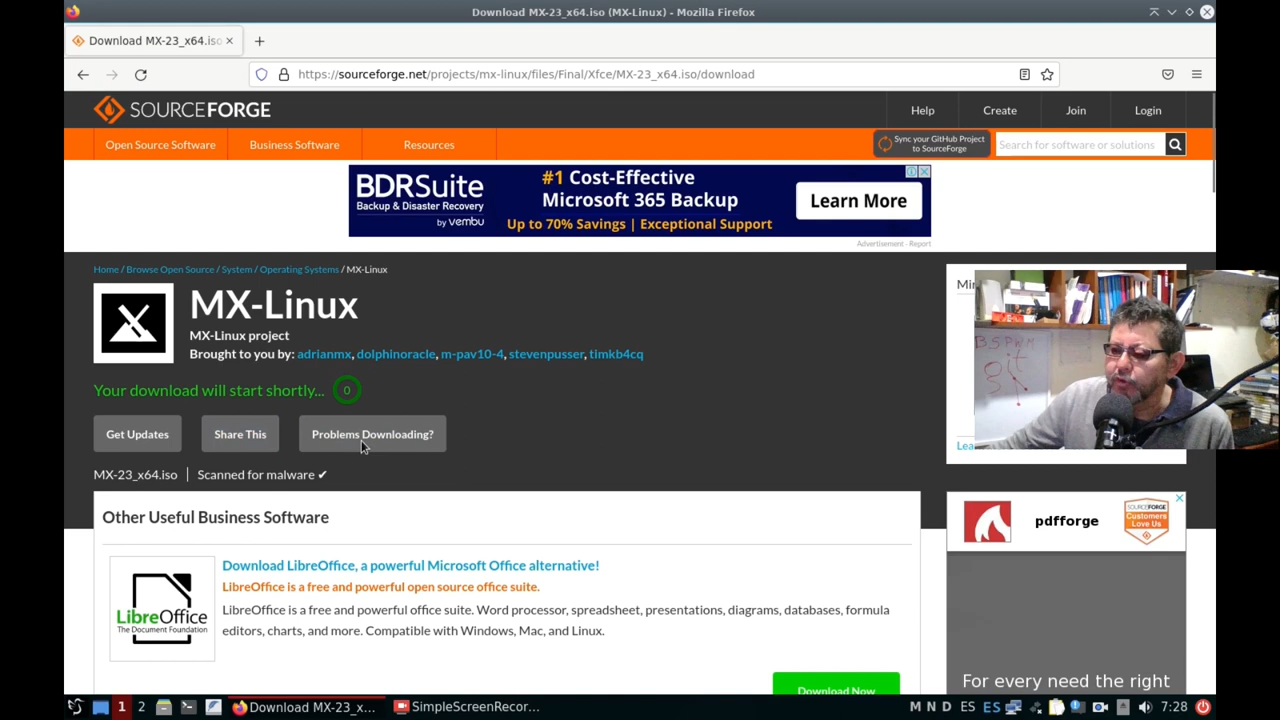 Download MX-23_x64.iso (MX-Linux) - Mozilla Firefox
Download MX-23_x64.iso
https://sourceforge.net/projects/mx-linux/files/Final/Xfce/MX-23_x64.iso/download
SOURCEFORGE
Help
Create
Join
Login
Open Source Software
Business Software
Resources
Sync your GitHub Project
to SourceForge
Search for software or solutions
BDRSuite
Backup & Disaster Recovery
by vembu
#1 Cost-Effective
Microsoft 365 Backup
Up to 70% Savings | Exceptional Support
Learn More
Advertisement - Report
Home / Browse Open Source / System / Operating Systems / MX-Linux
MX-Linux
MX-Linux project
Brought to you by: adrianmx, dolphinoracle, m-pav10-4, stevenpusser, timkb4cq
Your download will start shortly... 0
Get Updates
Share This
Problems Downloading?
MX-23_x64.iso | Scanned for malware ✔
Other Useful Business Software
LibreOffice
The Document Foundation
Download LibreOffice, a powerful Microsoft Office alternative!
LibreOffice is a free and powerful open source office suite.
LibreOffice is a free and powerful office suite. Word processor, spreadsheet, presentations, diagrams, databases, formula
editors, charts, and more. Compatible with Windows, Mac, and Linux.
Download Now
Min
BSPWM
git
Lea
pdfforge
SOURCEFORGE
Customers
Love Us
For every need the right
1
2
Download MX-23_x...
SimpleScreenRecor...
M N D ES ES
7:28